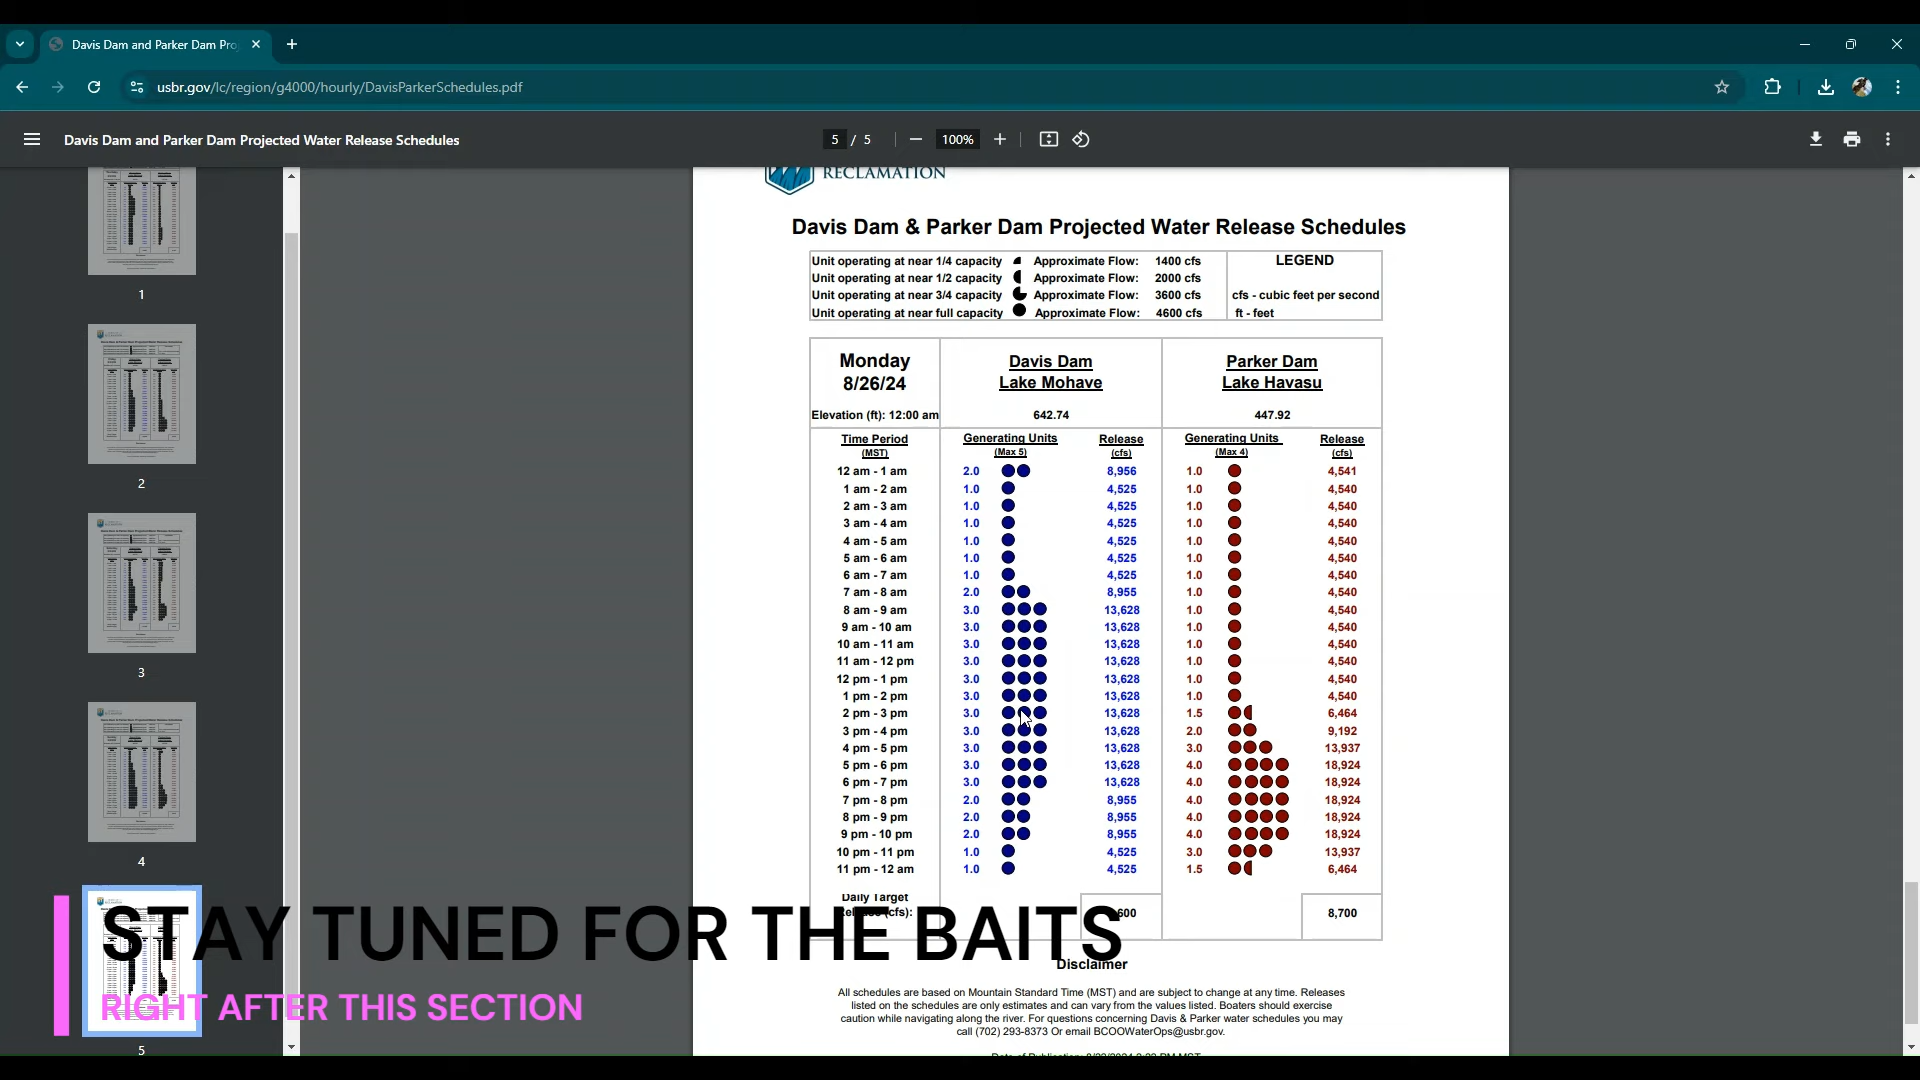 Davis Dam and Parker Dam Pro
usbr.gov/lc/region/g4000/hourly/DavisParkerSchedules.pdf
Davis Dam and Parker Dam Projected Water Release Schedules
5 / 5
100%
1
2
3
4
5
RECLAMATION
Davis Dam & Parker Dam Projected Water Release Schedules
Unit operating at near 1/4 capacity Approximate Flow: 1400 cfs LEGEND
Unit operating at near 1/2 capacity Approximate Flow: 2000 cfs
Unit operating at near 3/4 capacity Approximate Flow: 3600 cfs cfs - cubic feet per second
Unit operating at near full capacity Approximate Flow: 4600 cfs ft - feet
Monday Davis Dam Parker Dam
8/26/24 Lake Mohave Lake Havasu
Elevation (ft): 12:00 am 642.74 447.92
Time Period Generating Units Release Generating Units Release
(MST) (Max 5) (cfs) (Max 4) (cfs)
12 am - 1 am 2.0 8,956 1.0 4,541
1 am - 2 am 1.0 4,525 1.0 4,540
2 am - 3 am 1.0 4,525 1.0 4,540
3 am - 4 am 1.0 4,525 1.0 4,540
4 am - 5 am 1.0 4,525 1.0 4,540
5 am - 6 am 1.0 4,525 1.0 4,540
6 am - 7 am 1.0 4,525 1.0 4,540
7 am - 8 am 2.0 8,955 1.0 4,540
8 am - 9 am 3.0 13,628 1.0 4,540
9 am - 10 am 3.0 13,628 1.0 4,540
10 am - 11 am 3.0 13,628 1.0 4,540
11 am - 12 pm 3.0 13,628 1.0 4,540
12 pm - 1 pm 3.0 13,628 1.0 4,540
1 pm - 2 pm 3.0 13,628 1.0 4,540
2 pm - 3 pm 3.0 13,628 1.5 6,464
3 pm - 4 pm 3.0 13,628 2.0 9,192
4 pm - 5 pm 3.0 13,628 3.0 13,937
5 pm - 6 pm 3.0 13,628 4.0 18,924
6 pm - 7 pm 3.0 13,628 4.0 18,924
7 pm - 8 pm 2.0 8,955 4.0 18,924
8 pm - 9 pm 2.0 8,955 4.0 18,924
9 pm - 10 pm 2.0 8,955 4.0 18,924
10 pm - 11 pm 1.0 4,525 3.0 13,937
11 pm - 12 am 1.0 4,525 1.5 6,464
Daily Target
(cfs): 8,700
STAY TUNED FOR THE BAITS
RIGHT AFTER THIS SECTION
Disclaimer
All schedules are based on Mountain Standard Time (MST) and are subject to change at any time. Releases
listed on the schedules are only estimates and can vary from the values listed. Boaters should exercise
caution while navigating along the river. For questions concerning Davis & Parker water schedules you may
call (702) 293-8373 Or email BCOOWaterOps@usbr.gov.